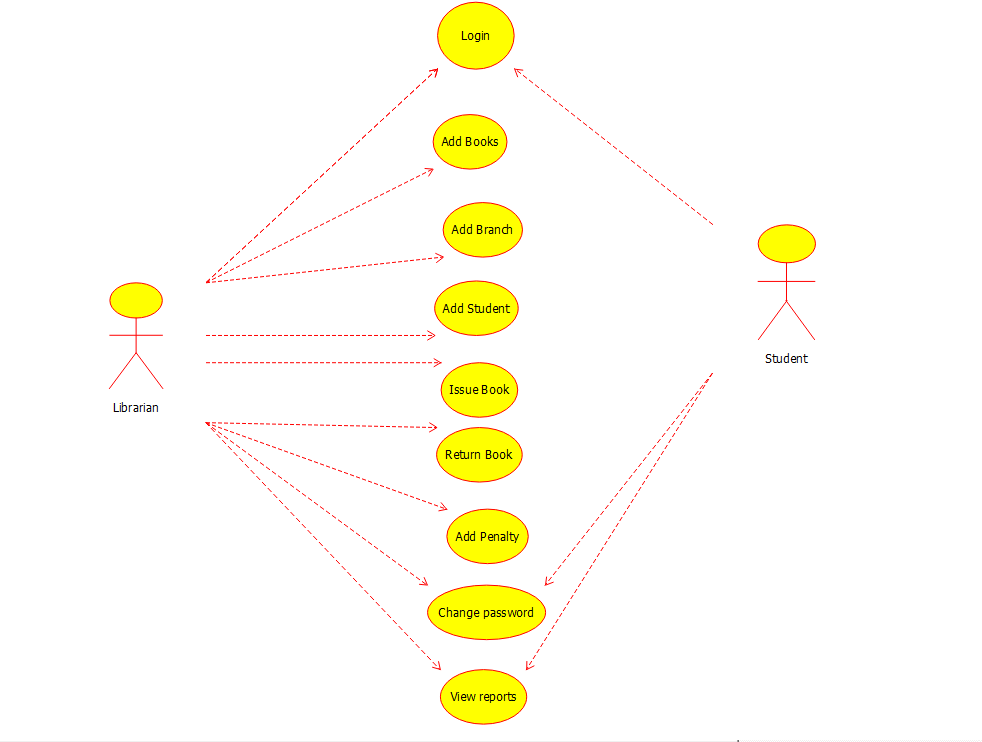 Login
Add Books
Add Branch
Add Student
Student
Issue Book
Librarian
Return Book
Add Penalty
Change password
View reports